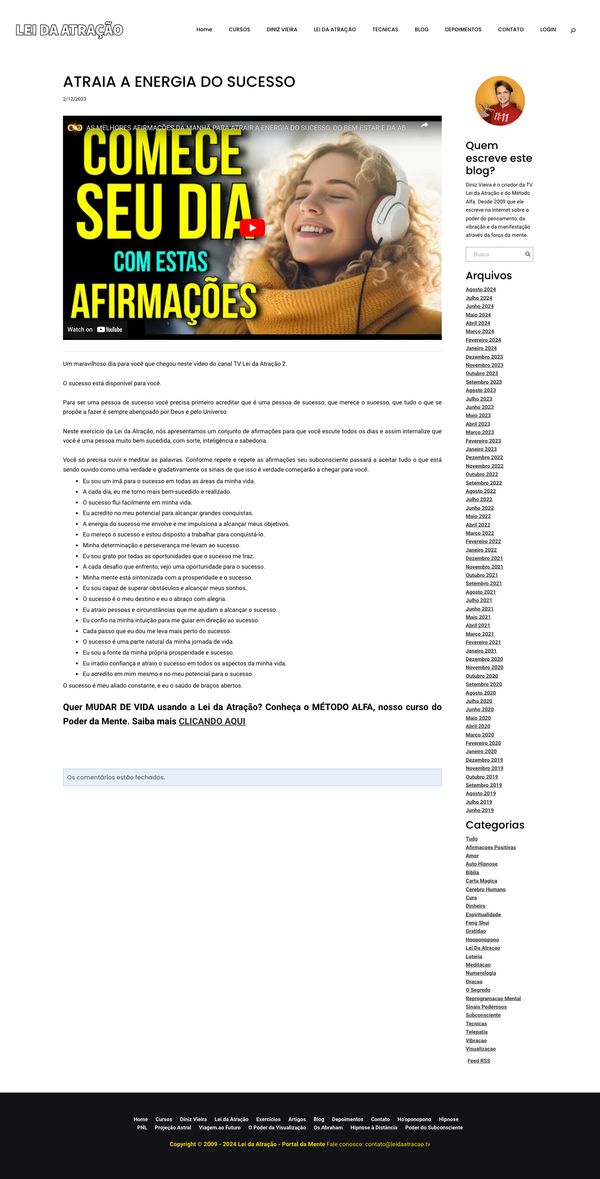 LEI DA ATRAÇÃO
Home CURSOS DINIZ VIEIRA LEI DA ATRAÇÃO TECNICAS BLOG DEPOIMENTOS CONTATO LOGIN
ATRAIA A ENERGIA DO SUCESSO
2/12/2023
AS MELHORES AFIRMAÇÕES DA MANHÃ PARA ATRAIR A ENERGIA DO SUCESSO, DO BEM ESTAR E DA AB
COMECE
SEU DIA
COM ESTAS
AFIRMAÇÕES
Watch on YouTube
Um maravilhoso dia para você que chegou neste vídeo do canal TV Lei da Atração 2.
O sucesso está disponível para você.
Para ser uma pessoa de sucesso você precisa primeiro acreditar que é uma pessoa de sucesso, que merece o sucesso, que tudo o que se
propõe a fazer é sempre abençoado por Deus e pelo Universo.
Neste exercício da Lei da Atração, nós apresentamos um conjunto de afirmações para que você escute todos os dias e assim internalize que
você é uma pessoa muito bem sucedida, com sorte, inteligência e sabedoria.
Você só precisa ouvir e meditar as palavras. Conforme repete e repete as afirmações seu subconsciente passará a aceitar tudo o que está
sendo ouvido como uma verdade e gradativamente os sinais de que isso é verdade começarão a chegar para você.
• Eu sou um imã para o sucesso em todas as áreas da minha vida.
• A cada dia, eu me torno mais bem-sucedido e realizado.
• O sucesso flui facilmente em minha vida.
• Eu acredito no meu potencial para alcançar grandes conquistas.
• A energia do sucesso me envolve e me impulsiona a alcançar meus objetivos.
• Eu mereço o sucesso e estou disposto a trabalhar para conquistá-lo.
• Minha determinação e perseverança me levam ao sucesso.
• Eu sou grato por todas as oportunidades que o sucesso me traz.
• A cada desafio que enfrento, vejo uma oportunidade para o sucesso.
• Minha mente está sintonizada com a prosperidade e o sucesso.
• Eu sou capaz de superar obstáculos e alcançar meus sonhos.
• O sucesso é o meu destino e eu o abraço com alegria.
• Eu atraio pessoas e circunstâncias que me ajudam a alcançar o sucesso.
• Eu confio na minha intuição para me guiar em direção ao sucesso.
• Cada passo que eu dou me leva mais perto do sucesso.
• O sucesso é uma parte natural da minha jornada de vida.
• Eu sou a fonte da minha própria prosperidade e sucesso.
• Eu irradio confiança e atraio o sucesso em todos os aspectos da minha vida.
• Eu acredito em mim mesmo e no meu potencial para o sucesso.
O sucesso é meu aliado constante, e eu o saúdo de braços abertos.
Quer MUDAR DE VIDA usando a Lei da Atração? Conheça o MÉTODO ALFA, nosso curso do
Poder da Mente. Saiba mais CLICANDO AQUI
Os comentários estão fechados.
11:11
Quem
escreve este
blog?
Diniz Vieira é o criador da TV
Lei da Atração e do Método
Alfa. Desde 2009 que ele
escreve na Internet sobre o
poder do pensamento, da
vibração e da manifestação
através da força da mente.
Busca
Arquivos
Agosto 2024
Julho 2024
Junho 2024
Maio 2024
Abril 2024
Março 2024
Fevereiro 2024
Janeiro 2024
Dezembro 2023
Novembro 2023
Outubro 2023
Setembro 2023
Agosto 2023
Julho 2023
Junho 2023
Maio 2023
Abril 2023
Março 2023
Fevereiro 2023
Janeiro 2023
Dezembro 2022
Novembro 2022
Outubro 2022
Setembro 2022
Agosto 2022
Julho 2022
Junho 2022
Maio 2022
Abril 2022
Março 2022
Fevereiro 2022
Janeiro 2022
Dezembro 2021
Novembro 2021
Outubro 2021
Setembro 2021
Agosto 2021
Julho 2021
Junho 2021
Maio 2021
Abril 2021
Março 2021
Fevereiro 2021
Janeiro 2021
Dezembro 2020
Novembro 2020
Outubro 2020
Setembro 2020
Agosto 2020
Julho 2020
Junho 2020
Maio 2020
Abril 2020
Março 2020
Fevereiro 2020
Janeiro 2020
Dezembro 2019
Novembro 2019
Outubro 2019
Setembro 2019
Agosto 2019
Julho 2019
Junho 2019
Categorias
Tudo
Afirmacoes Positivas
Amor
Auto Hipnose
Bíblia
Carta Magica
Cerebro Humano
Cura
Dinheiro
Espiritualidade
Feng Shui
Gratidao
Hooponopono
Lei Da Atracao
Loteria
Meditacao
Numerologia
Oracao
O Segredo
Reprogramacao Mental
Sinais Poderosos
Subconsciente
Tecnicas
Telepatia
Vibracao
Visualizacao
Feed RSS
Home Cursos Diniz Vieira Lei da Atração Exercícios Artigos Blog Depoimentos Contato Ho'oponopono Hipnose
PNL Projeção Astral Viagem ao Futuro O Poder da Visualização Os Abraham Hipnose à Distância Poder do Subconsciente
Copyright © 2009 - 2024 Lei da Atração - Portal da Mente Fale conosco: contato@leidaatracao.tv